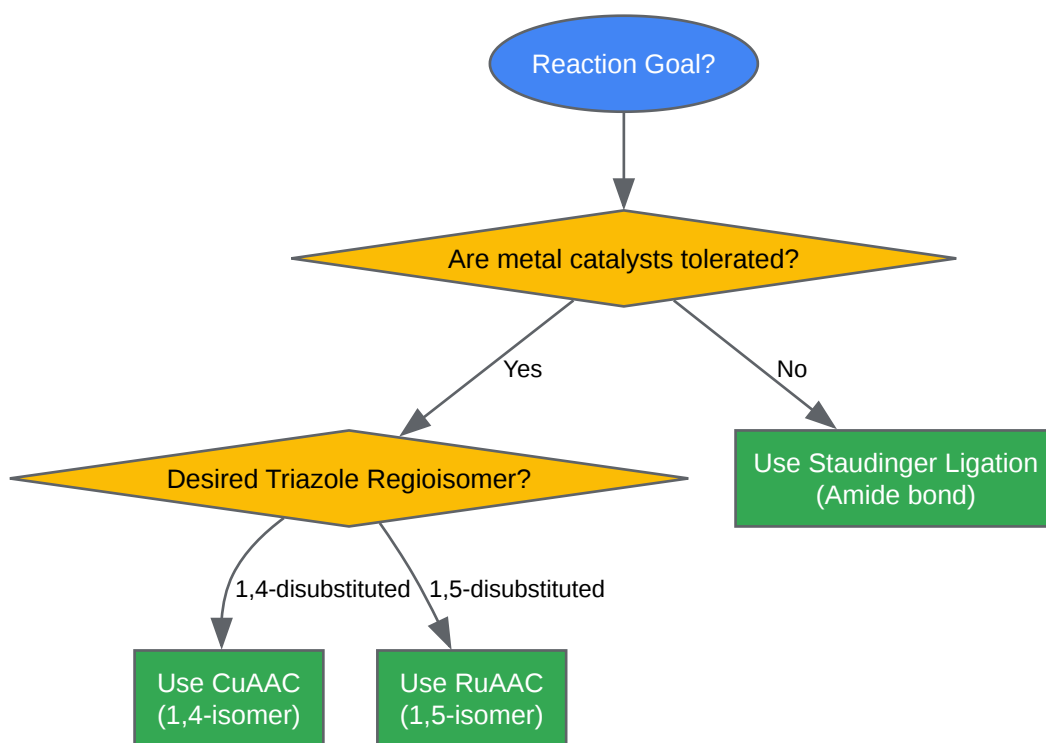 Reaction Goal?
Are metal catalysts tolerated?
Yes
No
Desired Triazole Regioisomer?
Use Staudinger Ligation
(Amide bond)
1,4-disubstituted
1,5-disubstituted
Use CuAAC
(1,4-isomer)
Use RuAAC
(1,5-isomer)